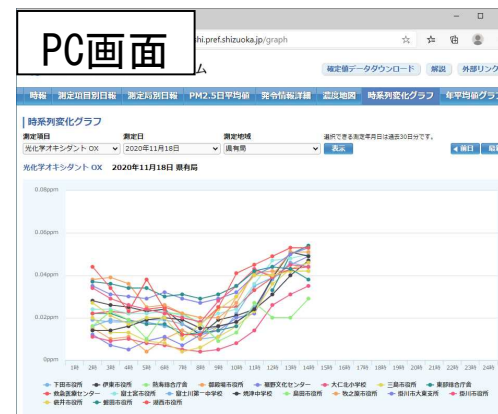 PC画面
hi.pref.shizuoka.jp/graph
ム
確定値データダウンロード 解説 外部リンク
時報 測定項目別日報 測定局別日報 PM2.5日平均値 発令情報詳細 濃度地図 時系列変化グラフ 年平均値グラフ
時系列変化グラフ
測定項目 測定日 測定地域 選択できる測定年月日は過去30日分です。
光化学オキシダント OX 2020年11月18日 県有局 表示 前日 最新
光化学オキシダント OX 2020年11月18日 県有局
0.08ppm
0.06ppm
0.04ppm
0.02ppm
0ppm
1時 2時 3時 4時 5時 6時 7時 8時 9時 10時 11時 12時 13時 14時 15時 16時 17時 18時 19時 20時 21時 22時 23時 24時
下田市役所 伊東市役所 熱海総合庁舎 御殿場市役所 裾野文化センター 大仁北小学校 三島市役所 東部総合庁舎
救急医療センター 富士宮市役所 富士川第一中学校 焼津中学校 島田市役所 牧之原市役所 掛川市大東支所 掛川市役所
袋井市役所 磐田市役所 湖西市役所